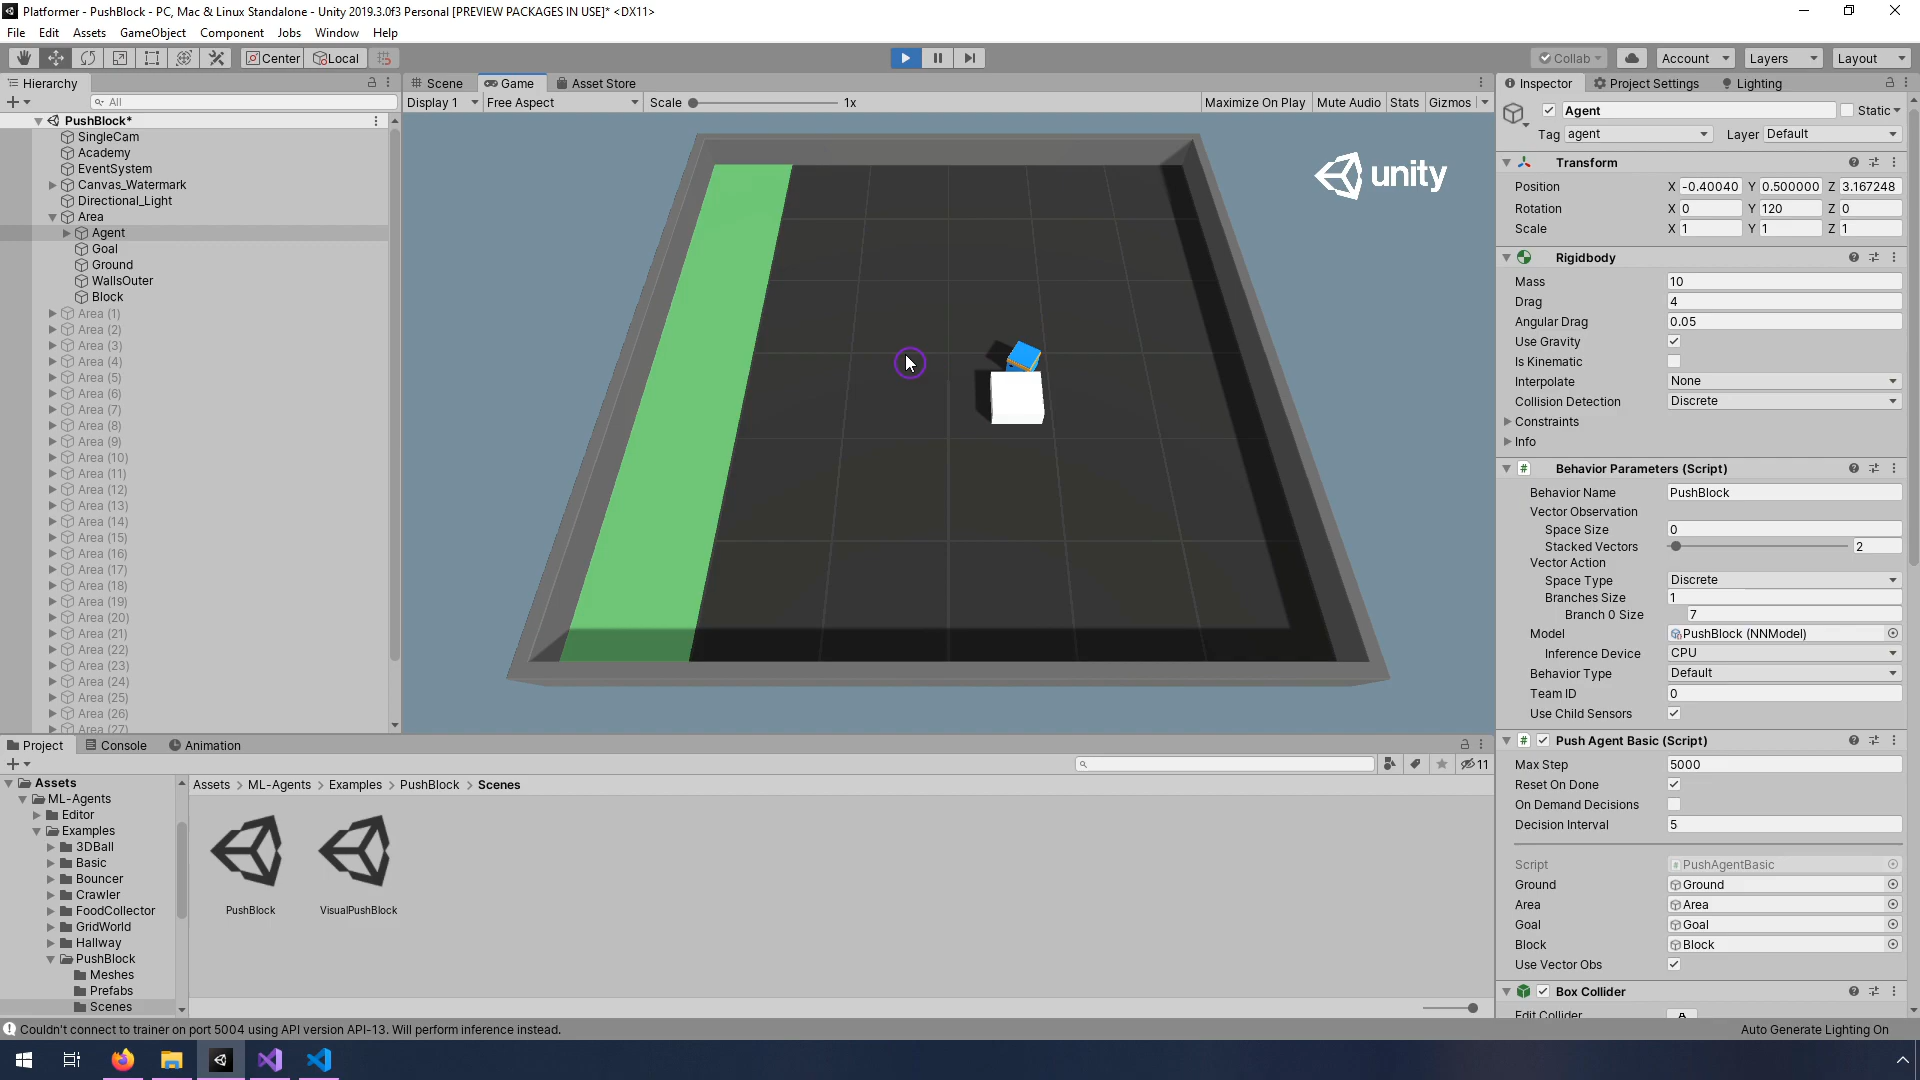 Platformer - PushBlock - PC, Mac & Linux Standalone - Unity 2019.3.0f3 Personal [PREVIEW PACKAGES IN USE]* <DX11>
File Edit Assets GameObject Component Jobs Window Help
Center Local Collab Account Layers Layout
Hierarchy
All
PushBlock*
SingleCam
Academy
EventSystem
Canvas_Watermark
Directional_Light
Area
Agent
Goal
Ground
WallsOuter
Block
Area (1)
Area (2)
Area (3)
Area (4)
Area (5)
Area (6)
Area (7)
Area (8)
Area (9)
Area (10)
Area (11)
Area (12)
Area (13)
Area (14)
Area (15)
Area (16)
Area (17)
Area (18)
Area (19)
Area (20)
Area (21)
Area (22)
Area (23)
Area (24)
Area (25)
Area (26)
Area (27)
Scene Game Asset Store
Display 1 Free Aspect Scale 1x Maximize On Play Mute Audio Stats Gizmos
unity
Inspector Project Settings Lighting
Agent Static
Tag agent Layer Default
Transform
Position X -0.40040 Y 0.500000 Z 3.167248
Rotation X 0 Y 120 Z 0
Scale X 1 Y 1 Z 1
Rigidbody
Mass 10
Drag 4
Angular Drag 0.05
Use Gravity
Is Kinematic
Interpolate None
Collision Detection Discrete
Constraints
Info
Behavior Parameters (Script)
Behavior Name PushBlock
Vector Observation
Space Size 0
Stacked Vectors 2
Vector Action
Space Type Discrete
Branches Size 1
Branch 0 Size 7
Model PushBlock (NNModel)
Inference Device CPU
Behavior Type Default
Team ID 0
Use Child Sensors
Push Agent Basic (Script)
Max Step 5000
Reset On Done
On Demand Decisions
Decision Interval 5
Script PushAgentBasic
Ground Ground
Area Area
Goal Goal
Block Block
Use Vector Obs
Box Collider
Edit Collider
Project Console Animation
11
Assets
ML-Agents
Editor
Examples
3DBall
Basic
Bouncer
Crawler
FoodCollector
GridWorld
Hallway
PushBlock
Meshes
Prefabs
Scenes
Assets > ML-Agents > Examples > PushBlock > Scenes
PushBlock VisualPushBlock
Couldn't connect to trainer on port 5004 using API version API-13. Will perform inference instead.
Auto Generate Lighting On